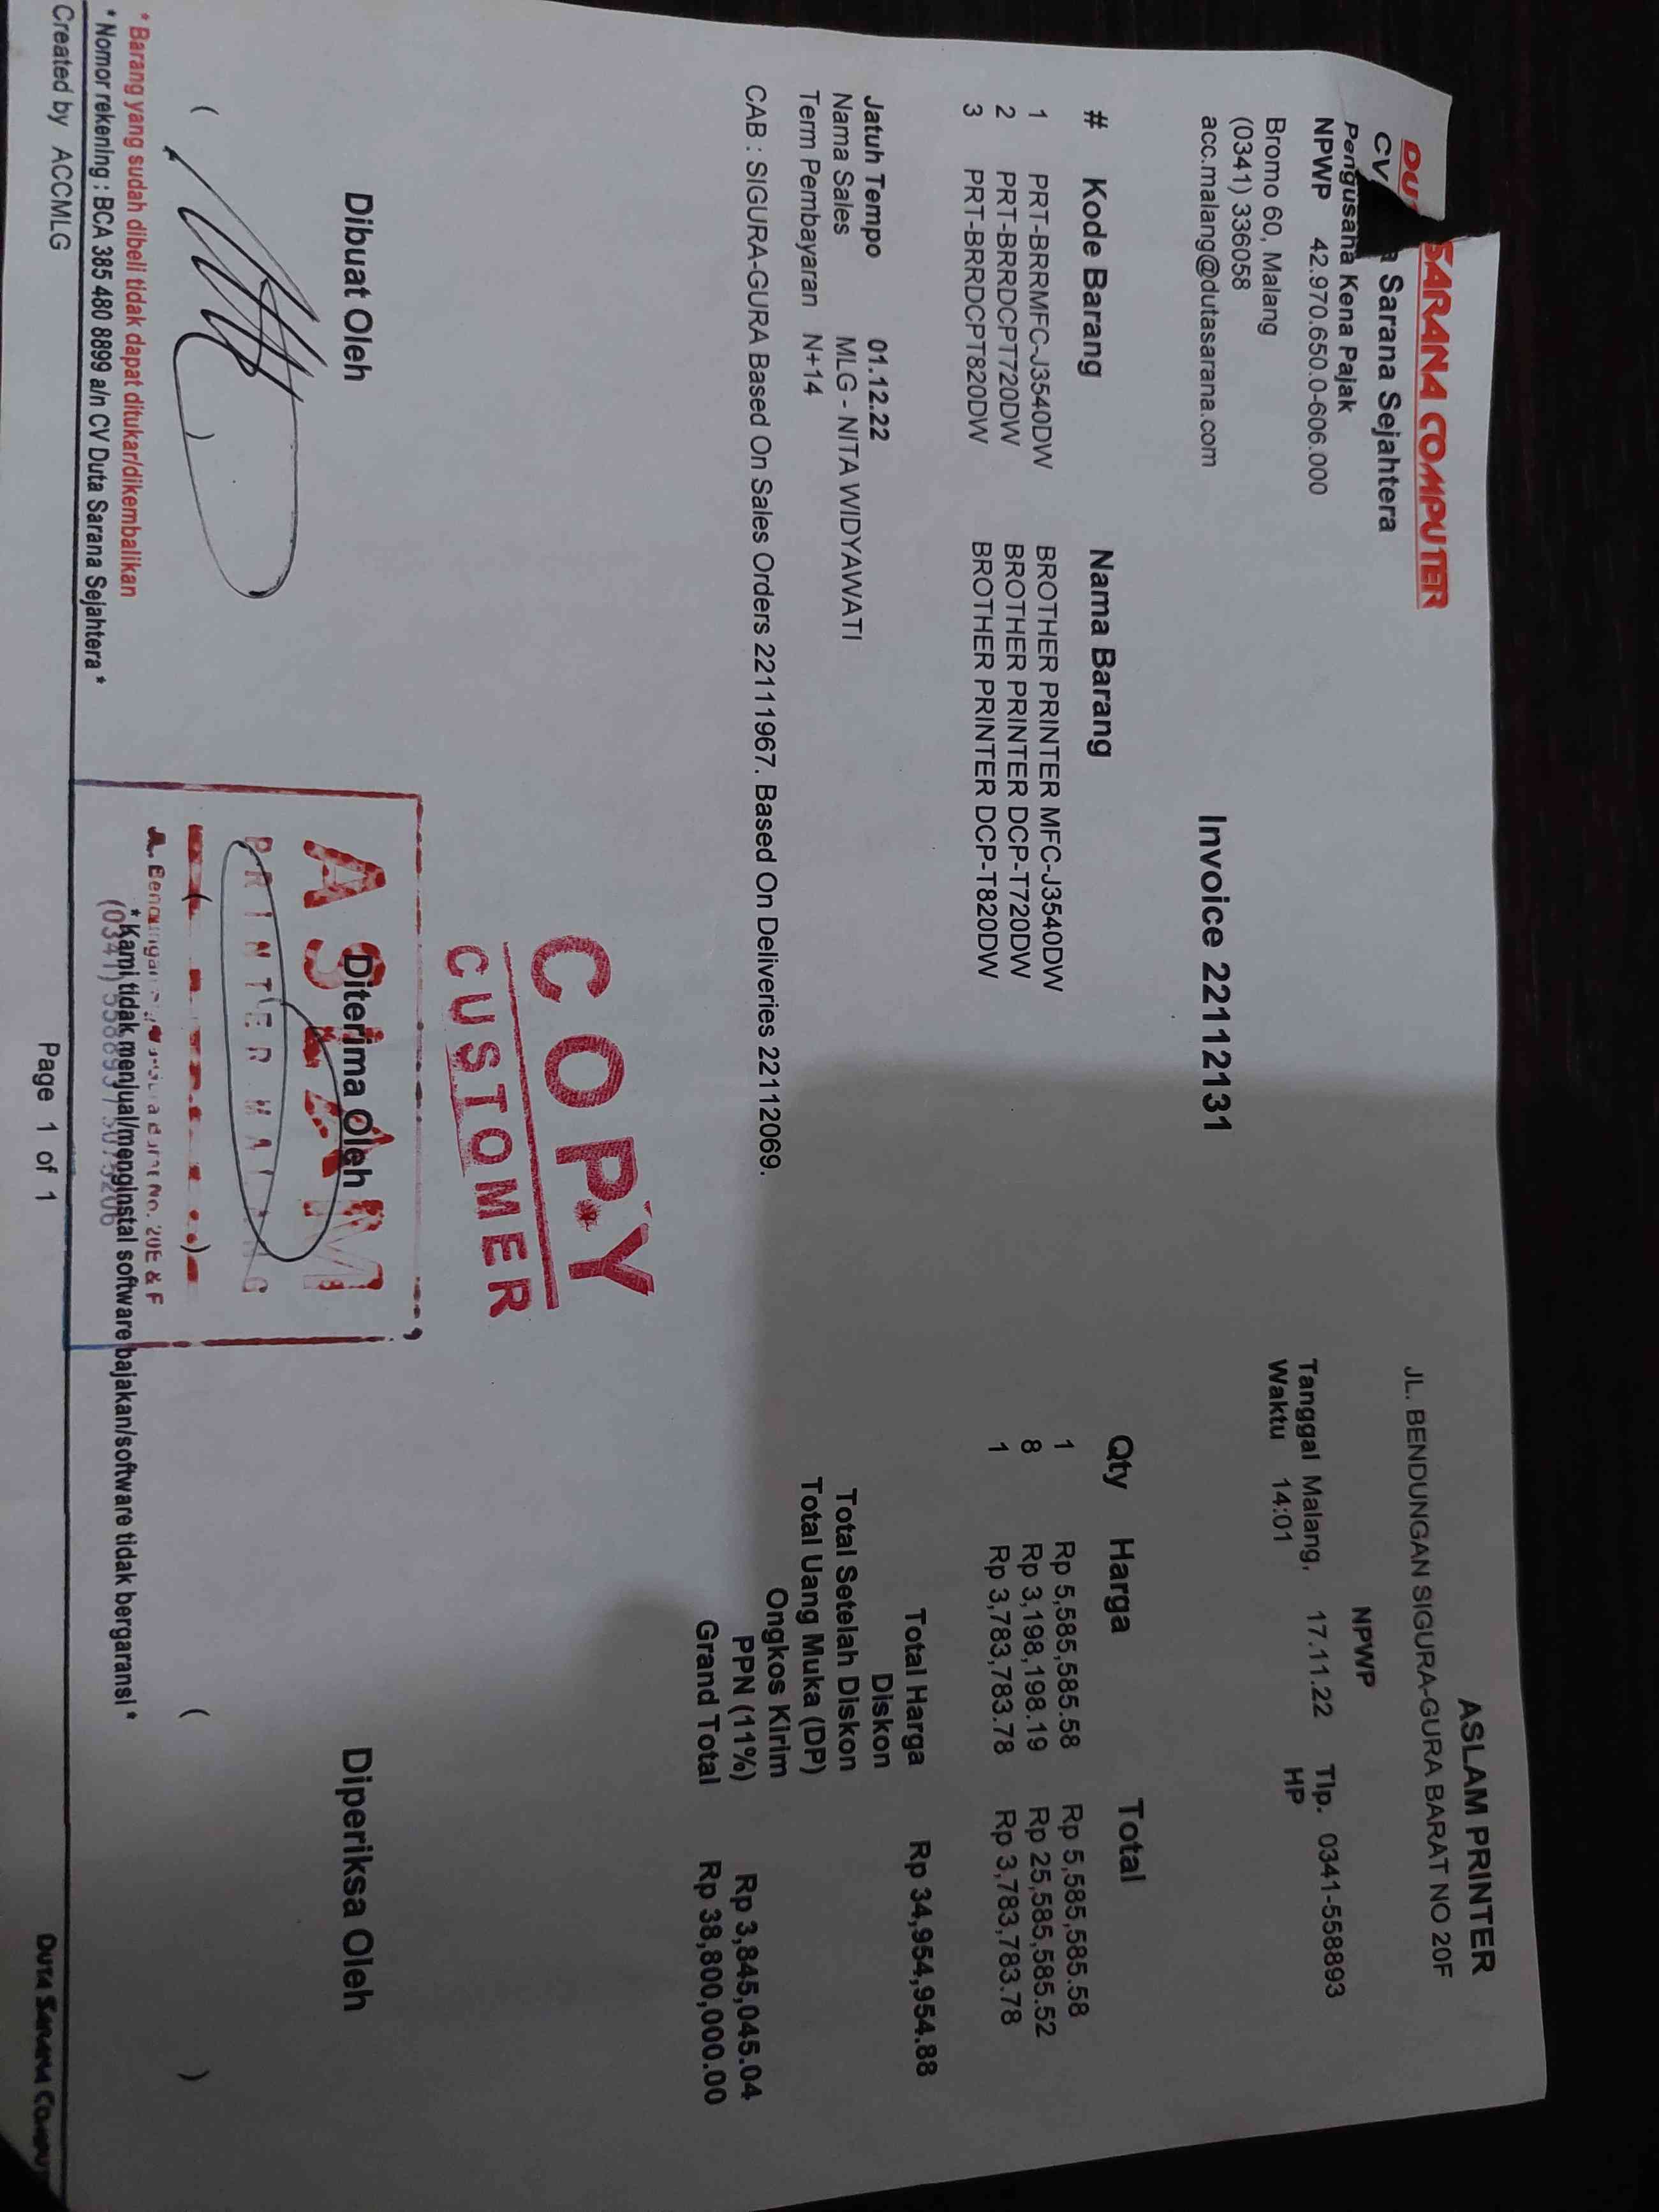 SARANA COMPUTER
CV. Sarana Sejahtera
Pengusaha Kena Pajak
NPWP 42.970.650.0-606.000
Bromo 60, Malang
(0341) 336058
acc.malang@dutasarana.com
ASLAM PRINTER
JL. BENDUNGAN SIGURA-GURA BARAT NO 20F
NPWP
Tanggal Malang, 17.11.22 Tlp. 0341-558893
Waktu 14:01 HP
Invoice 22112131
# Kode Barang Nama Barang Qty Harga Total
1 PRT-BRRMFC-J3540DW BROTHER PRINTER MFC-J3540DW 1 Rp 5,585,585.58 Rp 5,585,585.58
2 PRT-BRRDCPT720DW BROTHER PRINTER DCP-T720DW 8 Rp 3,198,198.19 Rp 25,585,585.52
3 PRT-BRRDCPT820DW BROTHER PRINTER DCP-T820DW 1 Rp 3,783,783.78 Rp 3,783,783.78
Jatuh Tempo 01.12.22
Nama Sales MLG - NITA WIDYAWATI
Term Pembayaran N+14
CAB : SIGURA-GURA Based On Sales Orders 22111967. Based On Deliveries 22112069.
Total Harga Rp 34,954,954.88
Diskon
Total Setelah Diskon
Total Uang Muka (DP)
Ongkos Kirim
PPN (11%) Rp 3,845,045.04
Grand Total Rp 38,800,000.00
COPY
CUSTOMER
Dibuat Oleh Diterima Oleh Diperiksa Oleh
ASLAM
PRINTER MALANG
No. 20E & F
(0341) 558893
* Barang yang sudah dibeli tidak dapat ditukar/dikembalikan
* Kami tidak menjual/menginstal software bajakan/software tidak bergaransi *
* Nomor rekening : BCA 385 480 8899 a/n CV Duta Sarana Sejahtera *
Created by ACCMLG Page 1 of 1 DUTA SARANA